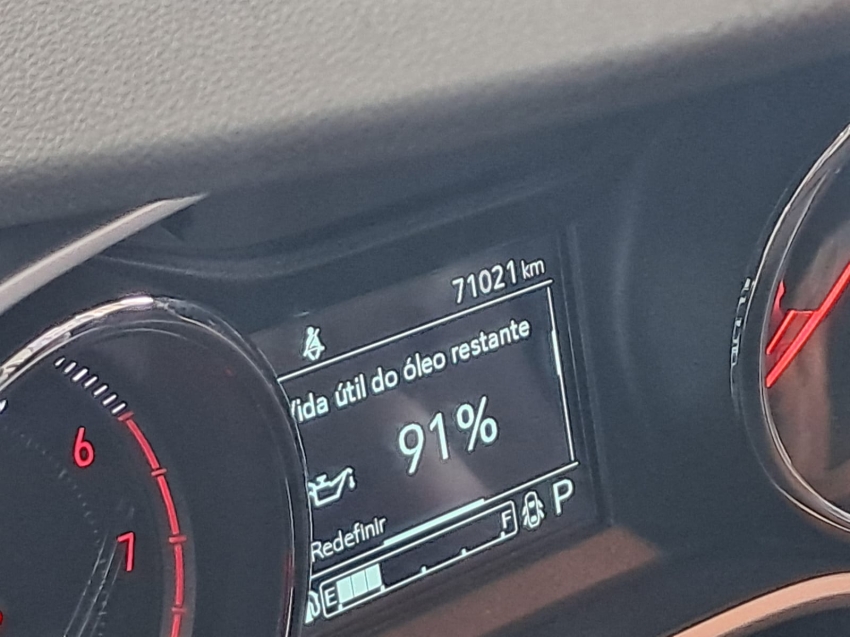 71021 km
Vida útil do óleo restante
91%
Redefinir
E F P
6
7